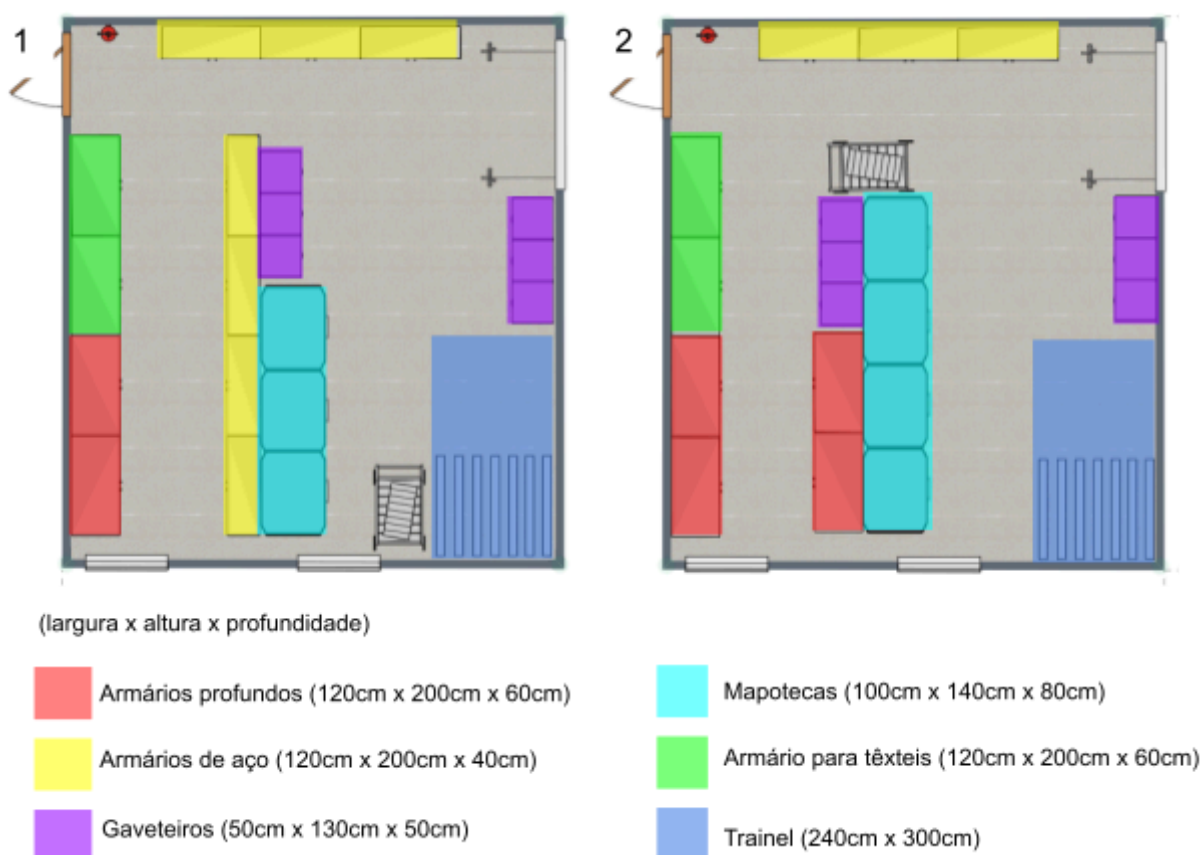 1
2
(largura x altura x profundidade)
Armários profundos (120cm x 200cm x 60cm)
Armários de aço (120cm x 200cm x 40cm)
Gaveteiros (50cm x 130cm x 50cm)
Mapotecas (100cm x 140cm x 80cm)
Armário para têxteis (120cm x 200cm x 60cm)
Trainel (240cm x 300cm)